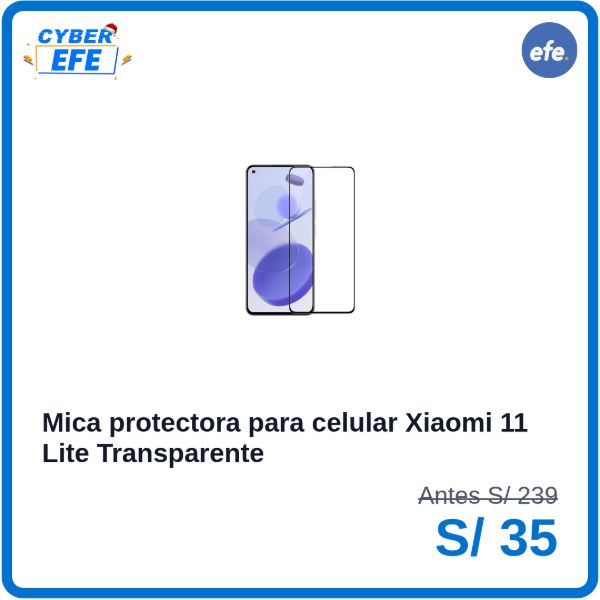 CYBER
EFE
efe.
Mica protectora para celular Xiaomi 11
Lite Transparente
Antes S/ 239
S/ 35